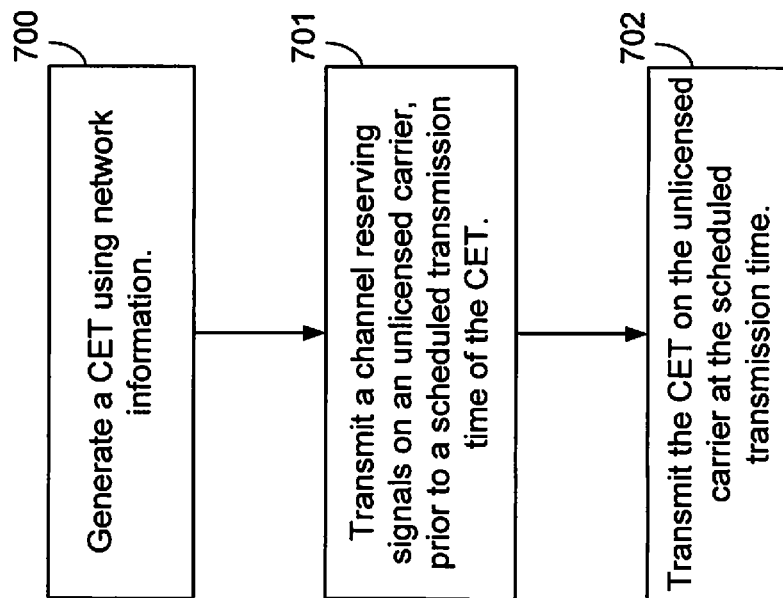 700
Generate a CET using network
information.
701
Transmit a channel reserving
signals on an unlicensed carrier,
prior to a scheduled transmission
time of the CET.
702
Transmit the CET on the unlicensed
carrier at the scheduled
transmission time.